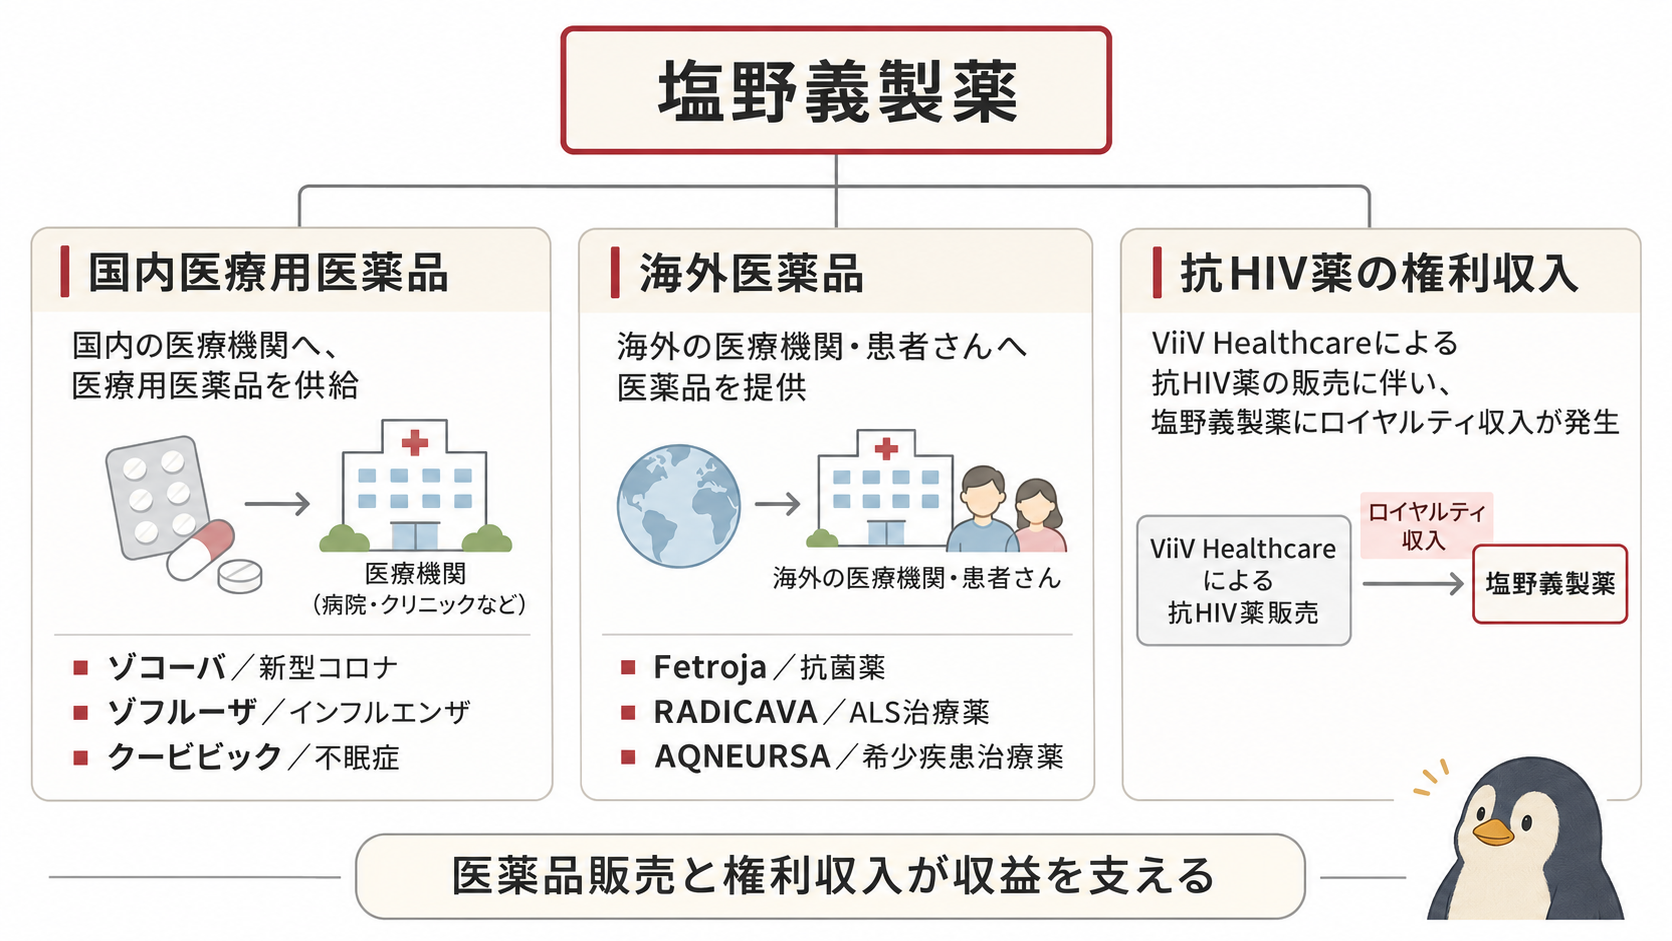 塩野義製薬
国内医療用医薬品
国内の医療機関へ、
医療用医薬品を供給
医療機関
（病院・クリニックなど）
ゾコーバ／新型コロナ
ゾフルーザ／インフルエンザ
クービビック／不眠症
海外医薬品
海外の医療機関・患者さんへ
医薬品を提供
海外の医療機関・患者さん
Fetroja／抗菌薬
RADICAVA／ALS治療薬
AQNEURSA／希少疾患治療薬
抗HIV薬の権利収入
ViiV Healthcareによる
抗HIV薬の販売に伴い、
塩野義製薬にロイヤルティ収入が発生
ViiV Healthcare
による
抗HIV薬販売
ロイヤルティ
収入
塩野義製薬
医薬品販売と権利収入が収益を支える